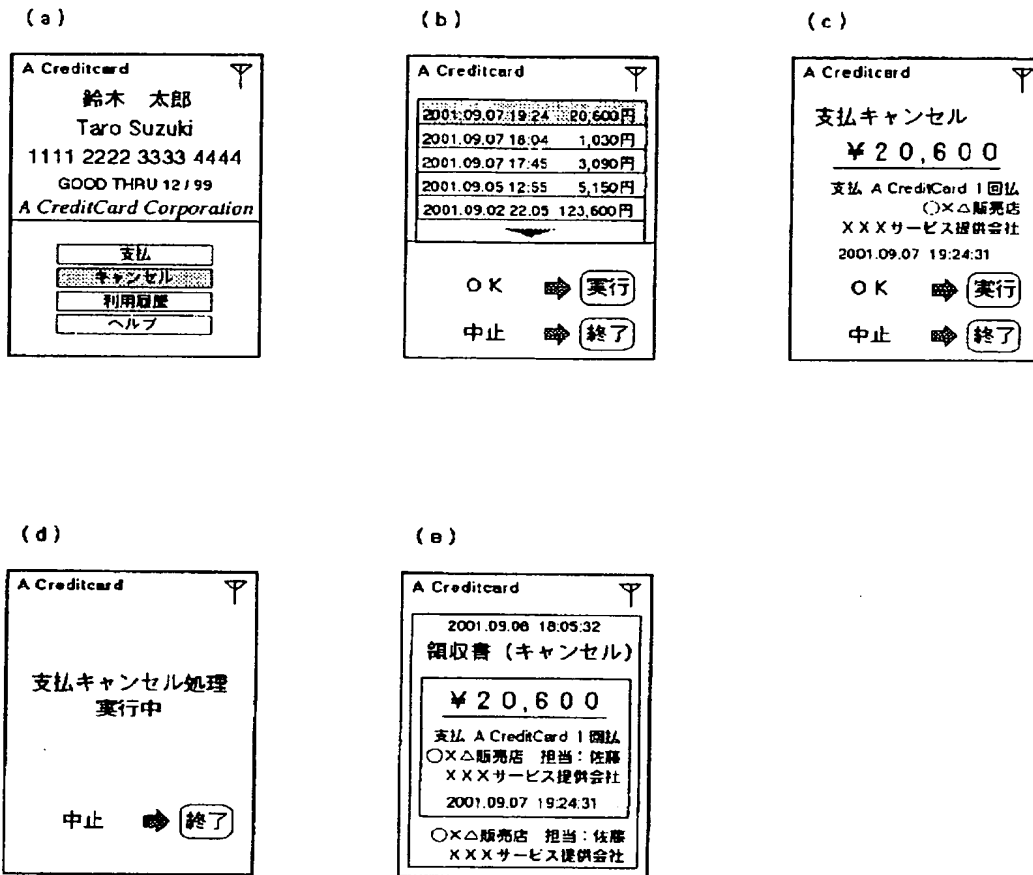 (a)
A Creditcard
鈴木 太郎
Taro Suzuki
1111 2222 3333 4444
GOOD THRU 12/99
A CreditCard Corporation
支払
キャンセル
利用履歴
ヘルプ
(b)
A Creditcard
2001.09.07 19:24 20,600円
2001.09.07 18:04 1,030円
2001.09.07 17:45 3,090円
2001.09.05 12:55 5,150円
2001.09.02 22.05 123,600円
OK 実行
中止 終了
(c)
A Creditcard
支払キャンセル
¥20,600
支払 A CreditCard 1回払
○×△販売店
XXXサービス提供会社
2001.09.07 19:24:31
OK 実行
中止 終了
(d)
A Creditcard
支払キャンセル処理
実行中
中止 終了
(e)
A Creditcard
2001.09.08 18:05:32
領収書(キャンセル)
¥20,600
支払 A CreditCard 1回払
○×△販売店 担当:佐藤
XXXサービス提供会社
2001.09.07 19:24:31
○×△販売店 担当:佐藤
XXXサービス提供会社